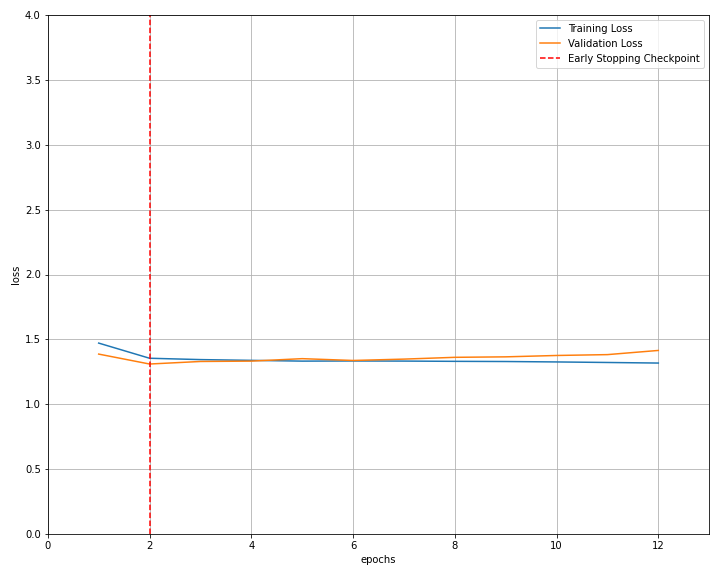 4.0
3.5
3.0
2.5
2.0
1.5
1.0
0.5
0.0
loss
Training Loss
Validation Loss
Early Stopping Checkpoint
0 2 4 6 8 10 12
epochs